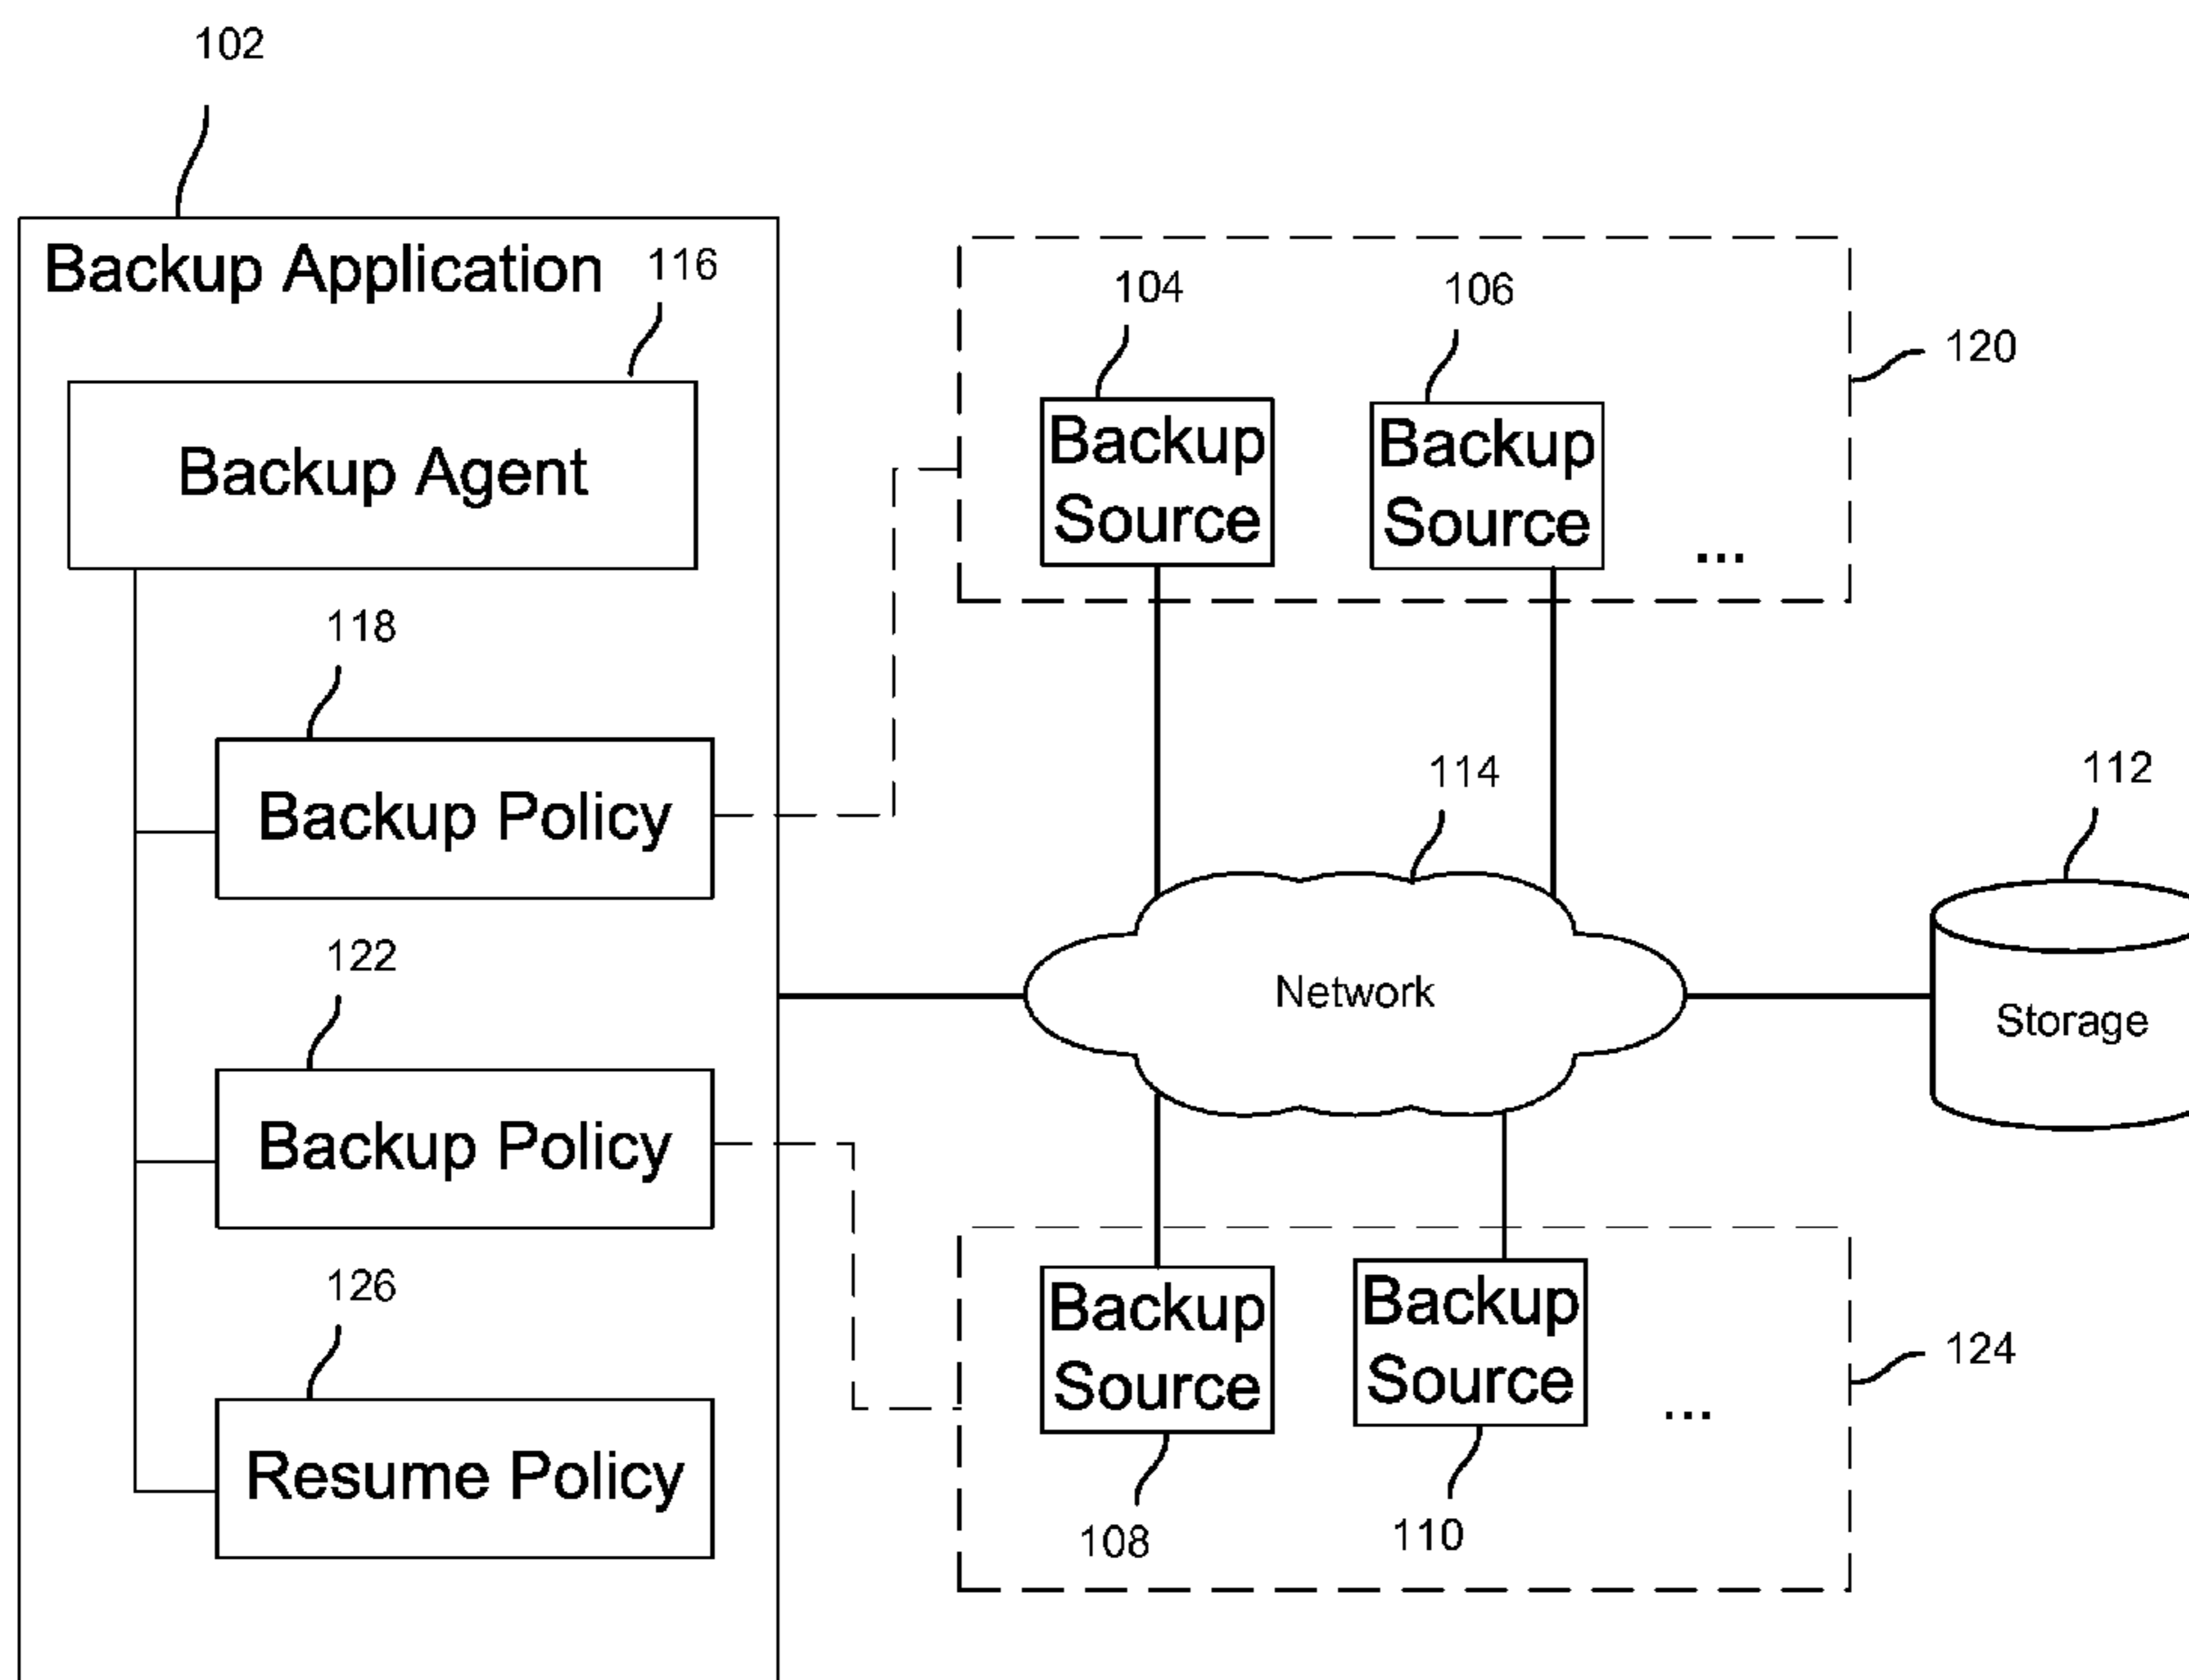 102
Backup Application
116
Backup Agent
118
Backup Policy
122
Backup Policy
126
Resume Policy
104
106
120
Backup
Source
Backup
Source
...
114
112
Network
Storage
Backup
Source
Backup
Source
...
124
108
110